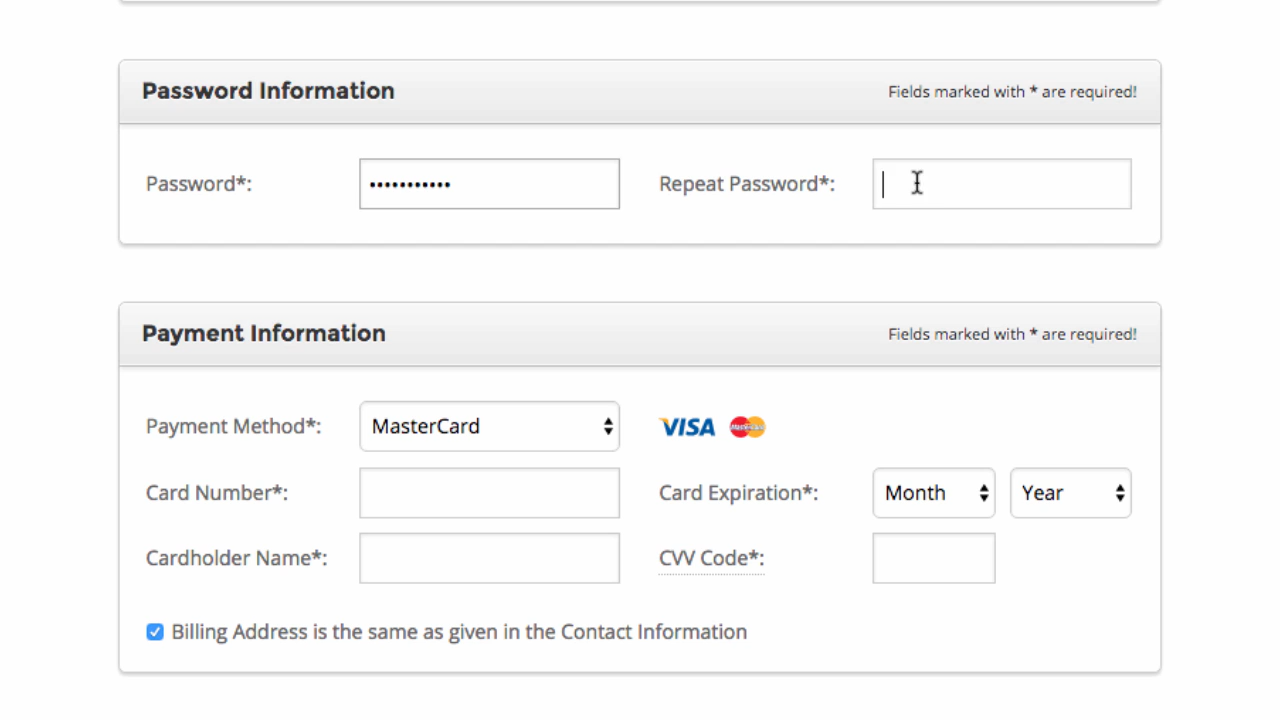 Password Information Fields marked with * are required!
Password*: ••••••••••• Repeat Password*:
Payment Information Fields marked with * are required!
Payment Method*: MasterCard VISA MasterCard
Card Number*: Card Expiration*: Month Year
Cardholder Name*: CVV Code*:
Billing Address is the same as given in the Contact Information